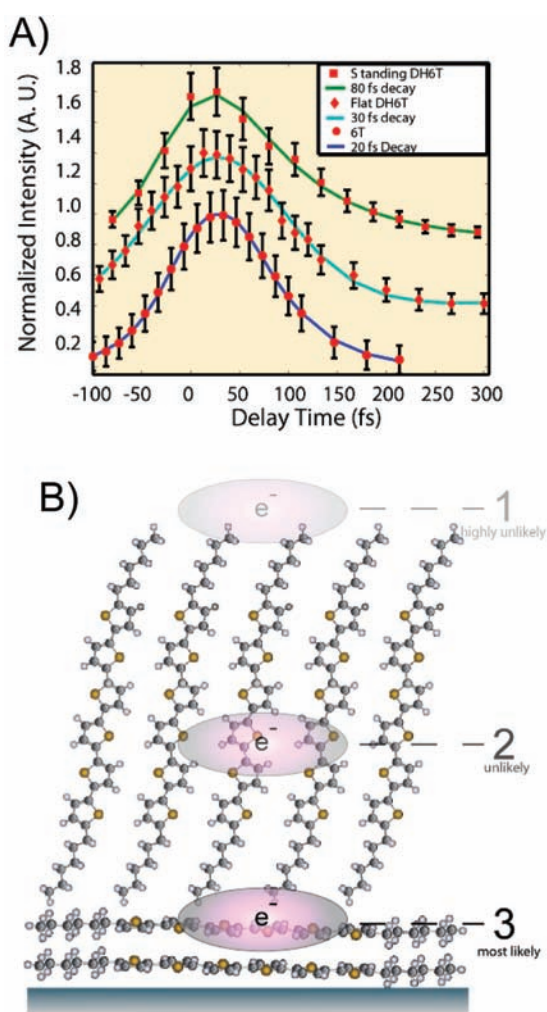 A)
Normalized Intensity (A. U.)
1.8
1.6
1.4
1.2
1.0
0.8
0.6
0.4
0.2
S tanding DH6T
80 fs decay
Flat DH6T
30 fs decay
6T
20 fs Decay
-100
-50
0
50
100
150
200
250
300
Delay Time (fs)
B)
e-
1
highly unlikely
e-
2
unlikely
e-
3
most likely